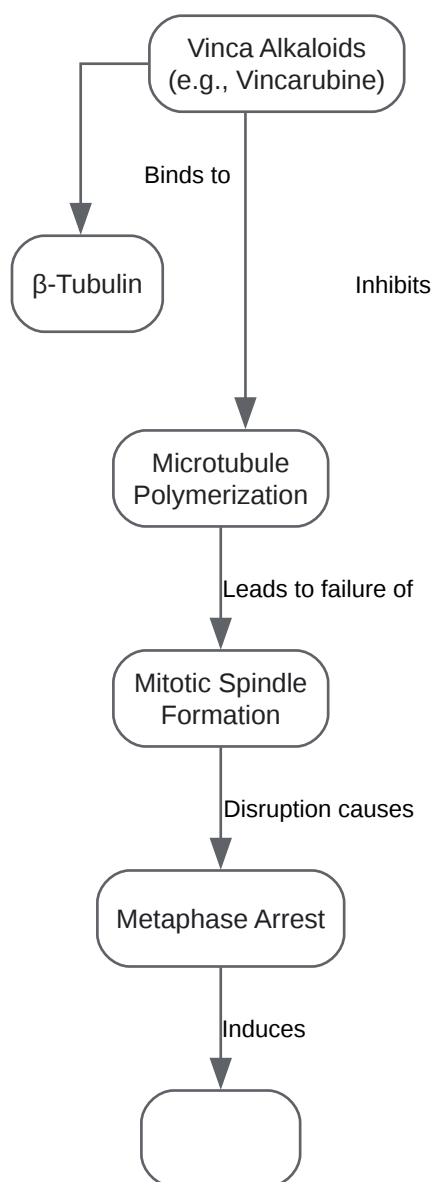 Vinca Alkaloids
(e.g., Vincarubine)
Binds to
β-Tubulin
Inhibits
Microtubule
Polymerization
Leads to failure of
Mitotic Spindle
Formation
Disruption causes
Metaphase Arrest
Induces